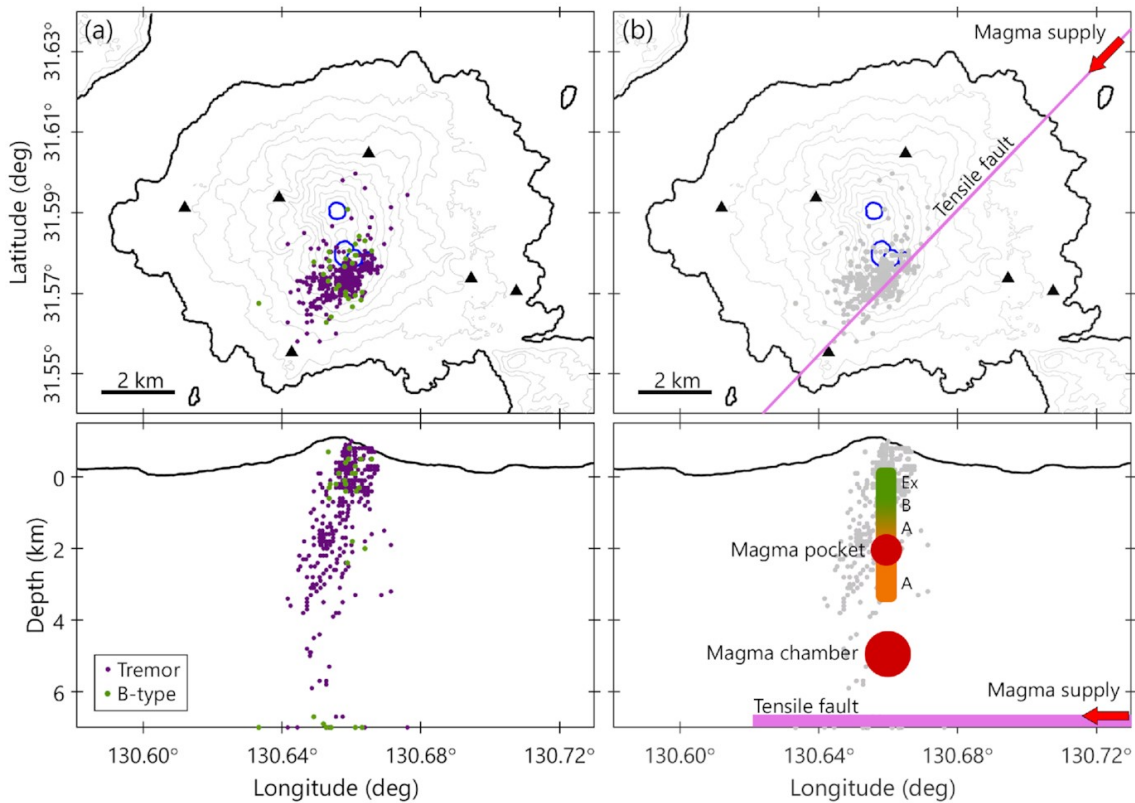 (a)
(b)
Magma supply
Tensile fault
31.63°
31.61°
31.59°
31.57°
31.55°
Latitude (deg)
2 km
2 km
0
2
4
6
Depth (km)
Tremor
B-type
Ex
B
A
Magma pocket
A
Magma chamber
Magma supply
Tensile fault
130.60°
130.64°
130.68°
130.72°
130.60°
130.64°
130.68°
130.72°
Longitude (deg)
Longitude (deg)